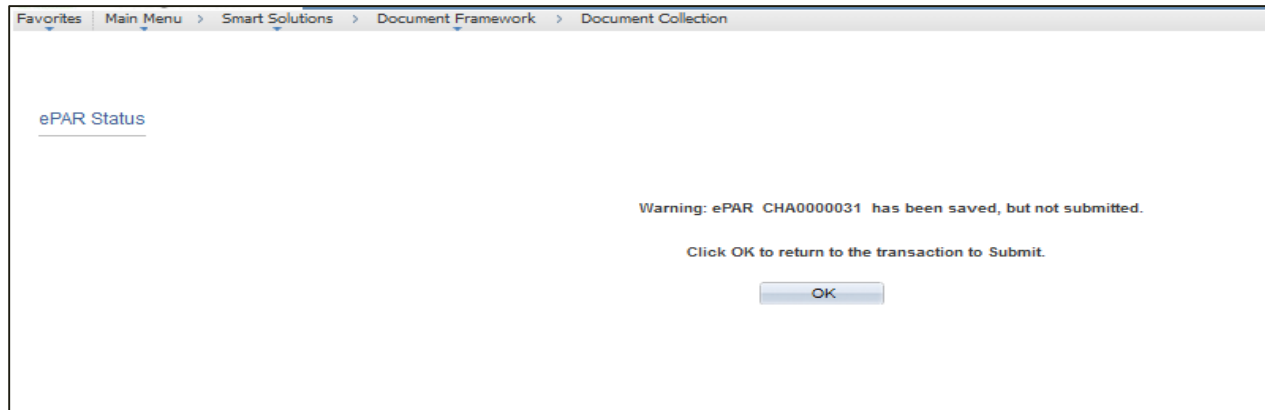 Favorites Main Menu > Smart Solutions > Document Framework > Document Collection
ePAR Status
Warning: ePAR CHA0000031 has been saved, but not submitted.
Click OK to return to the transaction to Submit.
OK